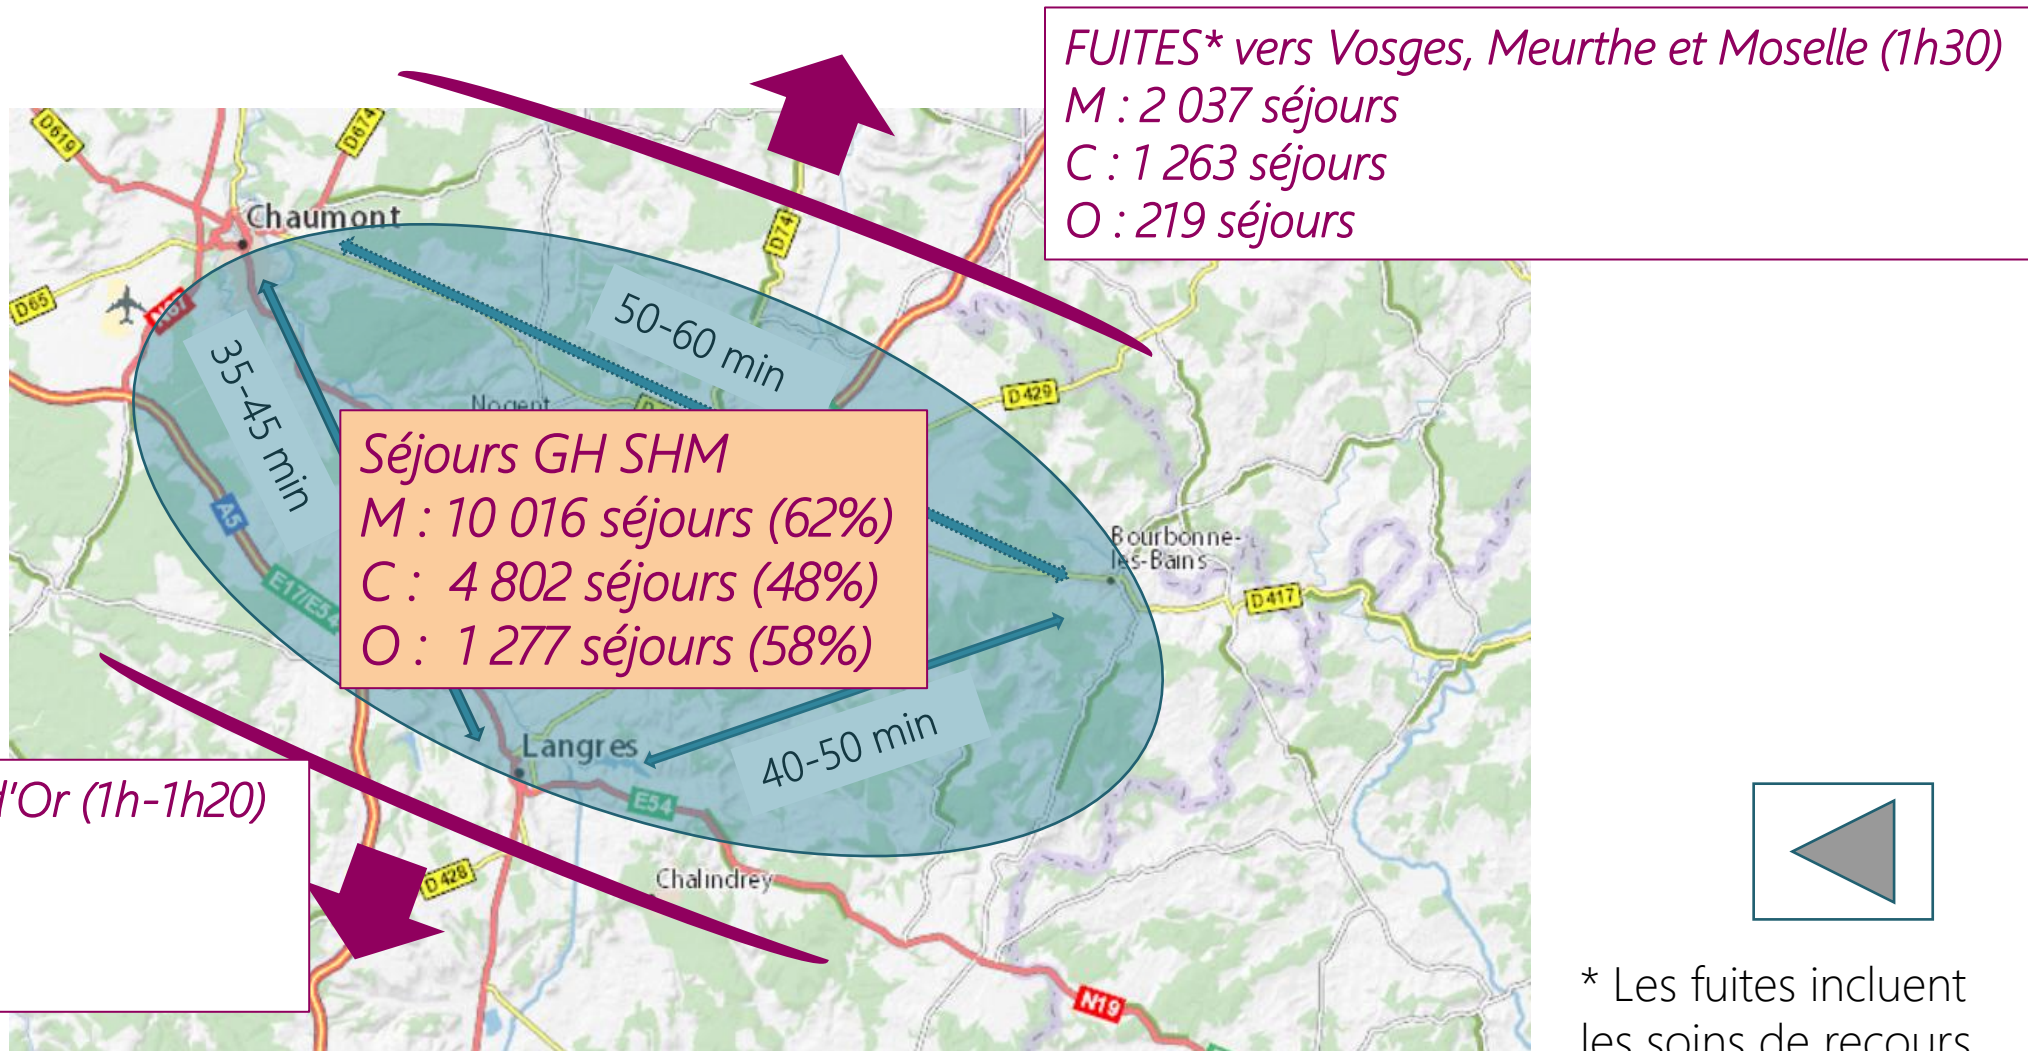 FUITES* vers Vosges, Meurthe et Moselle (1h30)
M : 2 037 séjours
C : 1 263 séjours
O : 219 séjours
D619
D674
Chaumont
D74
D65
N67
50-60 min
35-45 min
Nogent
D429
Séjours GH SHM
M : 10 016 séjours (62%)
C : 4 802 séjours (48%)
O : 1 277 séjours (58%)
A5
E17/E54
Bourbonne-
les-Bains
D417
Langres
40-50 min
d'Or (1h-1h20)
E54
D428
Chalindrey
N19
* Les fuites incluent
les soins de recours